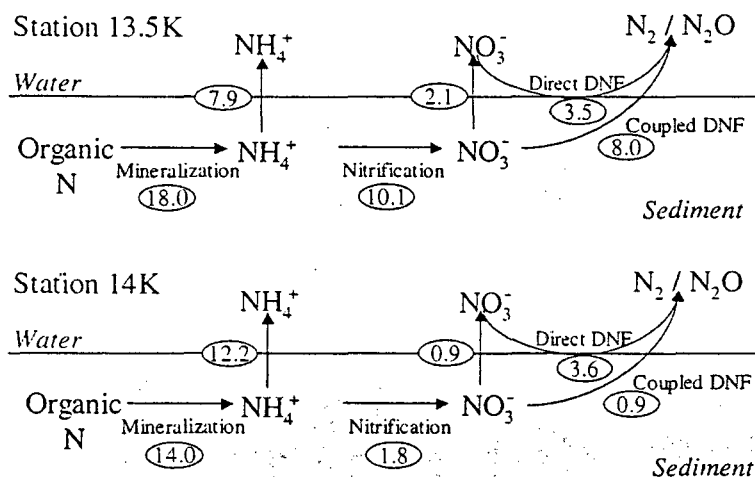 Station 13.5K
NH₄⁺
NO₃⁻
N₂ / N₂O
Water
7.9
2.1
Direct DNF
3.5
Coupled DNF
8.0
Organic
N
Mineralization
18.0
NH₄⁺
Nitrification
10.1
NO₃⁻
Sediment
Station 14K
NH₄⁺
NO₃⁻
N₂ / N₂O
Water
12.2
0.9
Direct DNF
3.6
Coupled DNF
0.9
Organic
N
Mineralization
14.0
NH₄⁺
Nitrification
1.8
NO₃⁻
Sediment